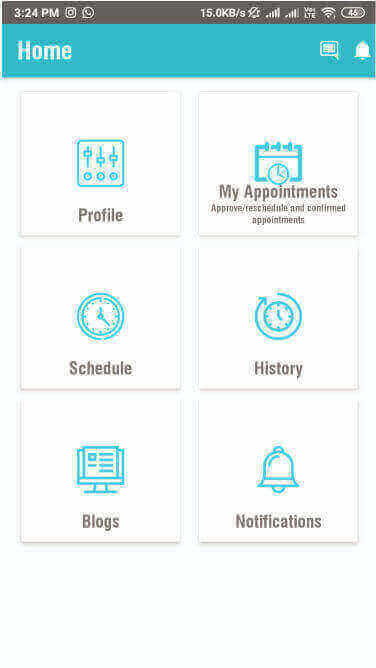 3:24 PM 15.0KB/s Vo LTE 46
Home
Profile
My Appointments
Approve/reschedule and confirmed
appointments
Schedule
History
Blogs
Notifications